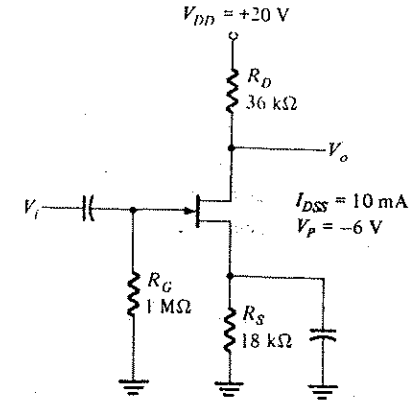 V_DD = +20 V
R_D
36 kΩ
V_o
V_i
I_DSS = 10 mA
V_P = −6 V
R_G
1 MΩ
R_S
18 kΩ